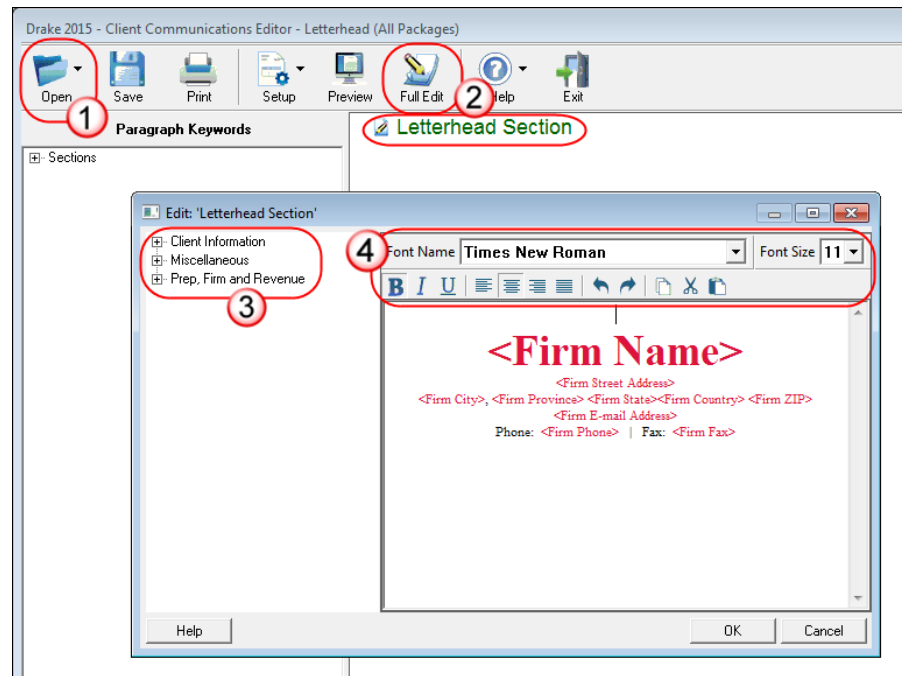 Drake 2015 - Client Communications Editor - Letterhead (All Packages)
Open Save Print Setup Preview Full Edit Help Exit
1 2
Paragraph Keywords
Letterhead Section
Sections
Edit: 'Letterhead Section'
Client Information
Miscellaneous
Prep, Firm and Revenue
3
4
Font Name Times New Roman Font Size 11
B I U
<Firm Name>
<Firm Street Address>
<Firm City>, <Firm Province> <Firm State><Firm Country> <Firm ZIP>
<Firm E-mail Address>
Phone: <Firm Phone> | Fax: <Firm Fax>
Help OK Cancel